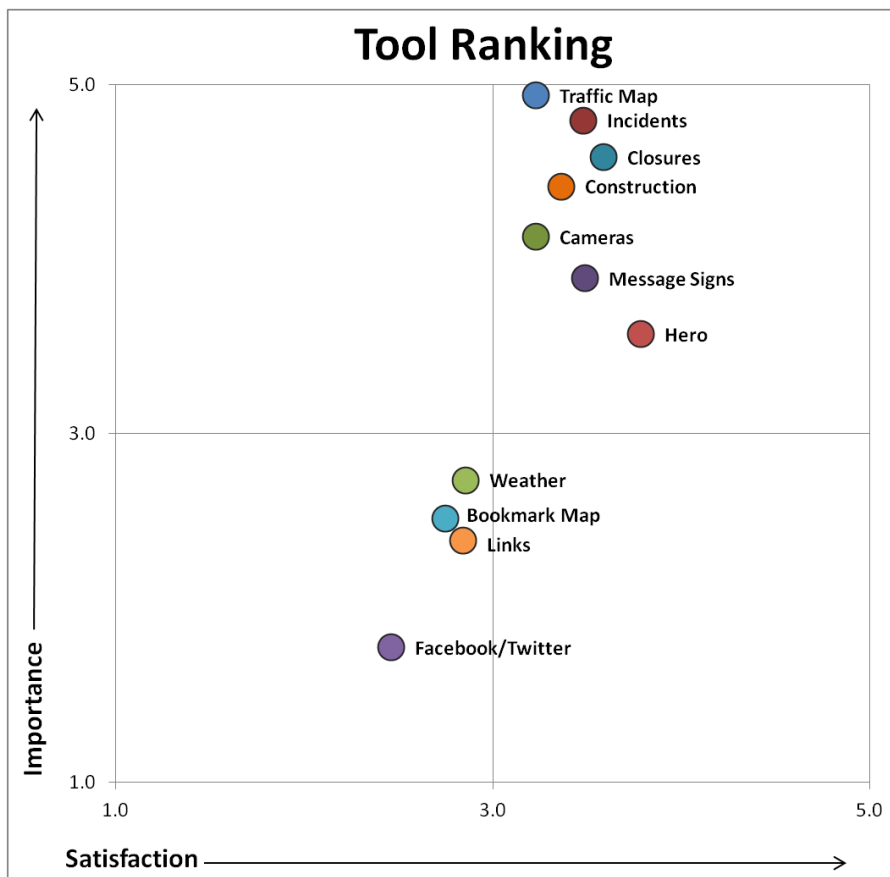 Tool Ranking
5.0
Traffic Map
Incidents
Closures
Construction
Cameras
Message Signs
Hero
3.0
Weather
Bookmark Map
Links
Facebook/Twitter
Importance
1.0
1.0 3.0 5.0
Satisfaction